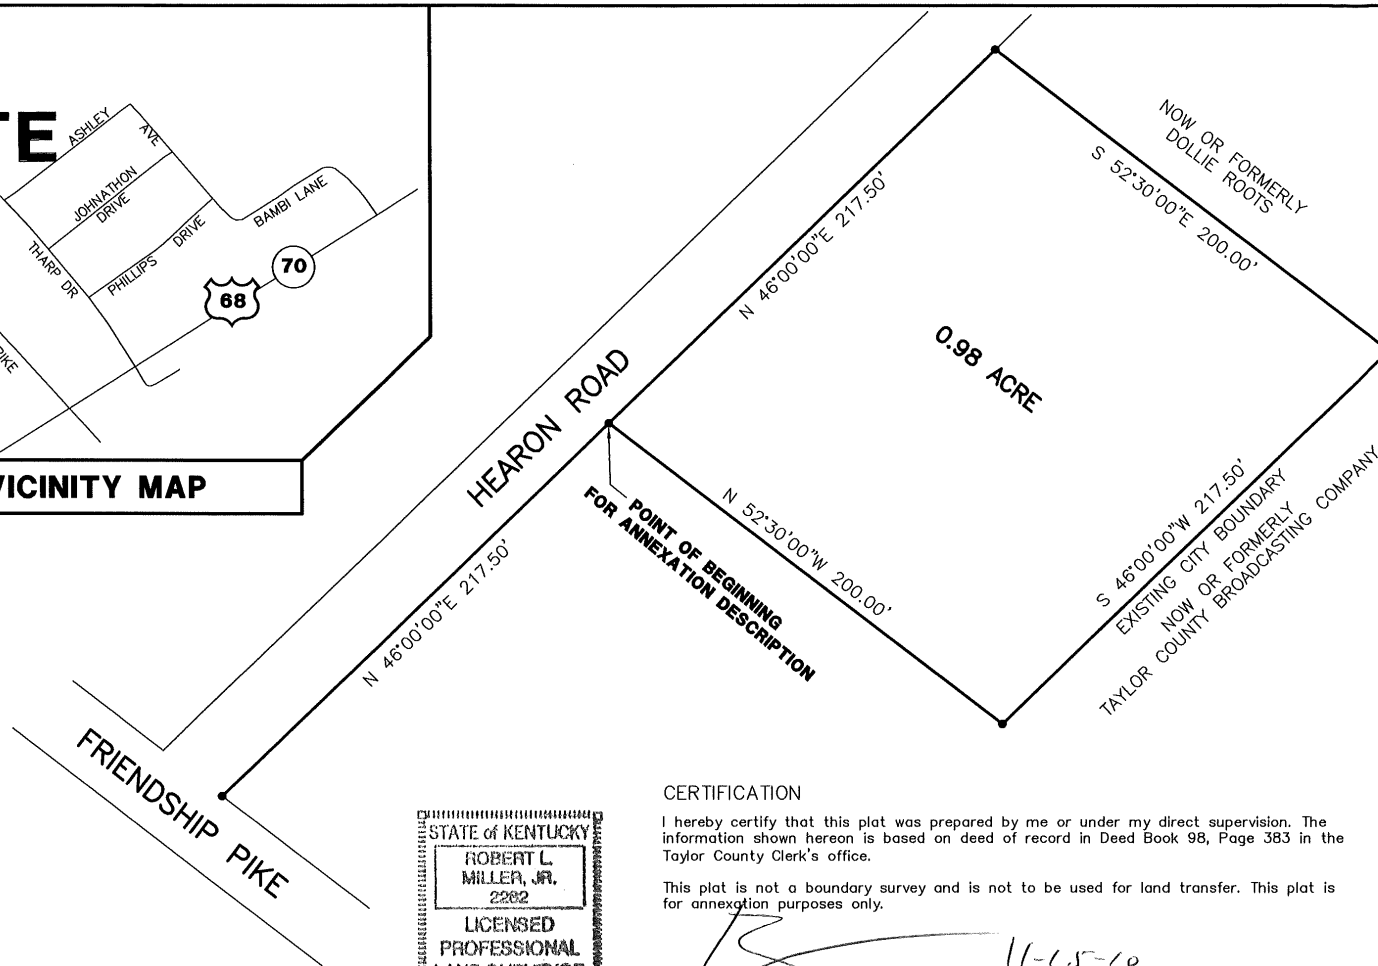 TE
ASHLEY
AVE
JOHNATHON
DRIVE
PHILLIPS DRIVE
BAMBI LANE
THARP DR
70
68
PIKE
VICINITY MAP
NOW OR FORMERLY
DOLLIE ROOTS
S 52°30'00"E 200.00'
N 46°00'00"E 217.50'
0.98 ACRE
HEARON ROAD
POINT OF BEGINNING
FOR ANNEXATION DESCRIPTION
N 52°30'00"W 200.00'
S 46°00'00"W 217.50'
EXISTING CITY BOUNDARY
NOW OR FORMERLY
TAYLOR COUNTY BROADCASTING COMPANY
N 46°00'00"E 217.50'
FRIENDSHIP PIKE
STATE of KENTUCKY
ROBERT L.
MILLER, JR.
2282
LICENSED
PROFESSIONAL
CERTIFICATION
I hereby certify that this plat was prepared by me or under my direct supervision. The
information shown hereon is based on deed of record in Deed Book 98, Page 383 in the
Taylor County Clerk's office.
This plat is not a boundary survey and is not to be used for land transfer. This plat is
for annexation purposes only.